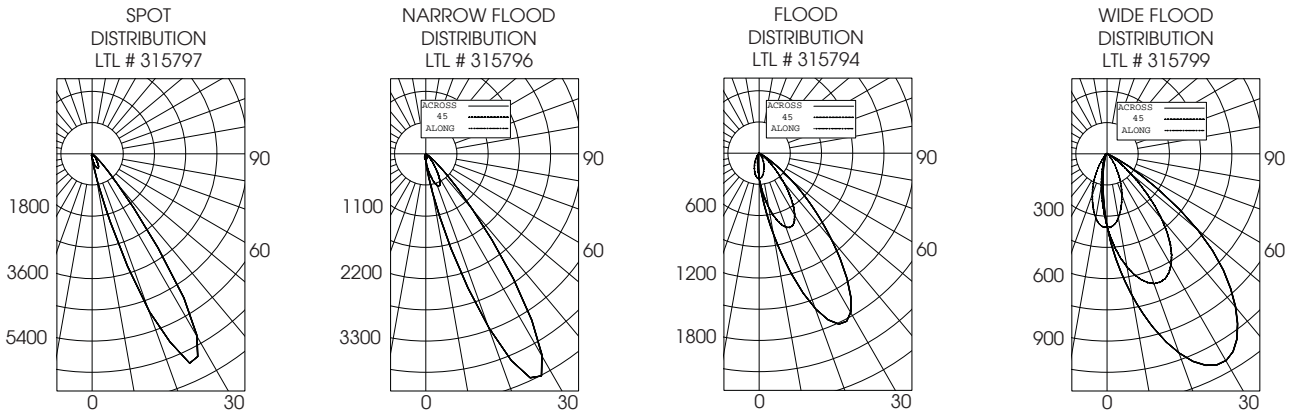 SPOT
DISTRIBUTION
LTL # 315797
90
1800
60
3600
5400
0
30
NARROW FLOOD
DISTRIBUTION
LTL # 315796
ACROSS
45
ALONG
90
1100
60
2200
3300
0
30
FLOOD
DISTRIBUTION
LTL # 315794
ACROSS
45
ALONG
90
600
60
1200
1800
0
30
WIDE FLOOD
DISTRIBUTION
LTL # 315799
ACROSS
45
ALONG
90
300
60
600
900
0
30